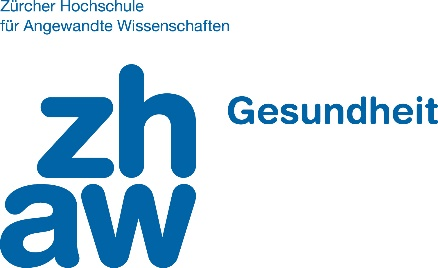 Zürcher Hochschule
für Angewandte Wissenschaften
zh
aw
Gesundheit